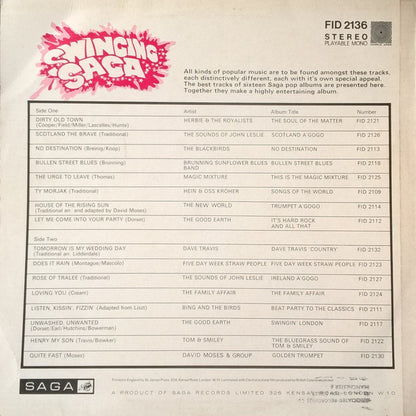 SWINGING
SAGA
FID 2136
STEREO
PLAYABLE MONO
All kinds of popular music are to be found amongst these tracks,
each distinctively different, each with it's own special appeal.
The best tracks of sixteen Saga pop albums are presented here.
Together they make a highly entertaining album.
Side One Artist Album Title Number
DIRTY OLD TOWN HERBIE & THE ROYALISTS THE SOUL OF THE MATTER FID 2121
(Cooper/Field/Miller/Lascelles/Hunte)
SCOTLAND THE BRAVE (Traditional) THE SOUNDS OF JOHN LESLIE SCOTLAND A'GOGO FID 2126
NO DESTINATION (Brenig/Koop) THE BLACKBIRDS NO DESTINATION FID 2113
BULLEN STREET BLUES (Brunning) BRUNNING SUNFLOWER BLUES BAND BULLEN STREET BLUES FID 2118
THE URGE TO LEAVE (Thomas) MAGIC MIXTURE THIS IS THE MAGIC MIXTURE FID 2125
TY MORJAK (Traditional) HEIN & OSS KROHER SONGS OF THE WORLD FID 2109
HOUSE OF THE RISING SUN THE NEW WORLD TRUMPET A GOGO FID 2114
(Traditional arr. and adapted by David Moses)
LET ME COME INTO YOUR PARTY (Dorsri) THE GOOD EARTH IT'S HARD ROCK FID 2112
AND ALL THAT
Side Two
TOMORROW IS MY WEDDING DAY DAVE TRAVIS DAVE TRAVIS 'COUNTRY' FID 2132
(Traditional arr. Lidderdale)
DOES IT RAIN (Montague/Mascolo) FIVE DAY WEEK STRAW PEOPLE FIVE DAY WEEK STRAW PEOPLE FID 2123
ROSE OF TRALEE (Traditional) THE SOUNDS OF JOHN LESLIE IRELAND A'GOGO FID 2127
LOVING YOU (Cream) THE FAMILY AFFAIR THE FAMILY AFFAIR FID 2124
LISTEN, KISSIN', FIZZIN' (Adapted from Liszt) BING AND THE BIRDS BEAT PARTY TO THE CLASSICS FID 2111
UNWASHED, UNWANTED THE GOOD EARTH SWINGIN' LONDON FID 2117
(Dorset/Earl/Hutchins/Bowerman)
HENRY MY SON (Travis/Bowker) TOM & SMILEY THE BLUEGRASS SOUND OF FID 2122
TOM & SMILEY
QUITE FAST (Moses) DAVID MOSES & GROUP GOLDEN TRUMPET FID 2130
SAGA
A PRODUCT OF SAGA RECORDS LIMITED 326 KENSAL ROAD LONDON W.10